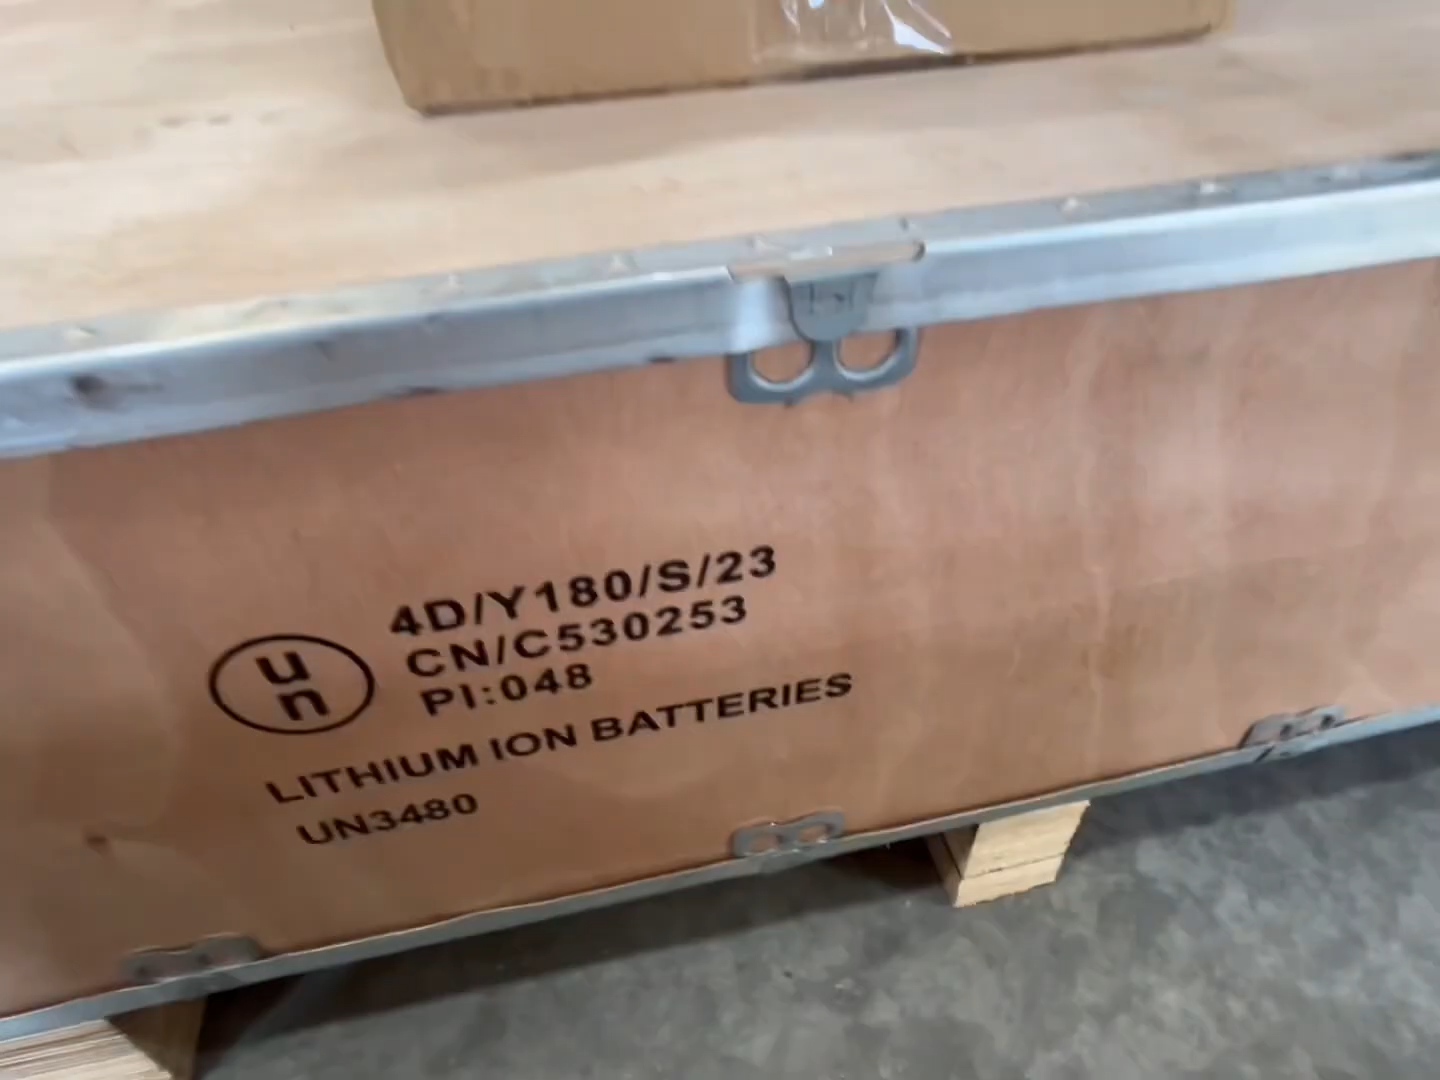 un
4D/Y180/S/23
CN/C530253
PI:048
LITHIUM ION BATTERIES
UN3480